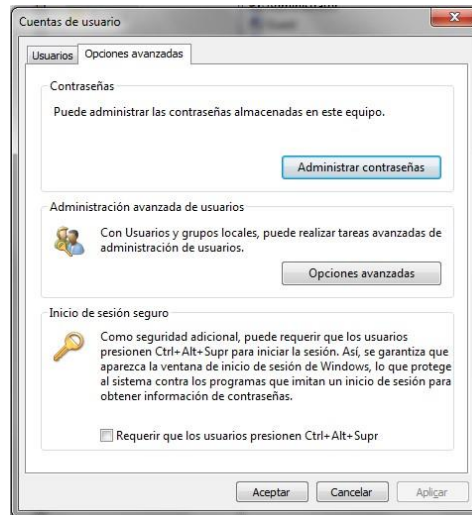 Cuentas de usuario
Usuarios
Opciones avanzadas
Contraseñas
Puede administrar las contraseñas almacenadas en este equipo.
Administrar contraseñas
Administración avanzada de usuarios
Con Usuarios y grupos locales, puede realizar tareas avanzadas de
administración de usuarios.
Opciones avanzadas
Inicio de sesión seguro
Como seguridad adicional, puede requerir que los usuarios
presionen Ctrl+Alt+Supr para iniciar la sesión. Así, se garantiza que
aparezca la ventana de inicio de sesión de Windows, lo que protege
al sistema contra los programas que imitan un inicio de sesión para
obtener información de contraseñas.
Requerir que los usuarios presionen Ctrl+Alt+Supr
Aceptar
Cancelar
Aplicar